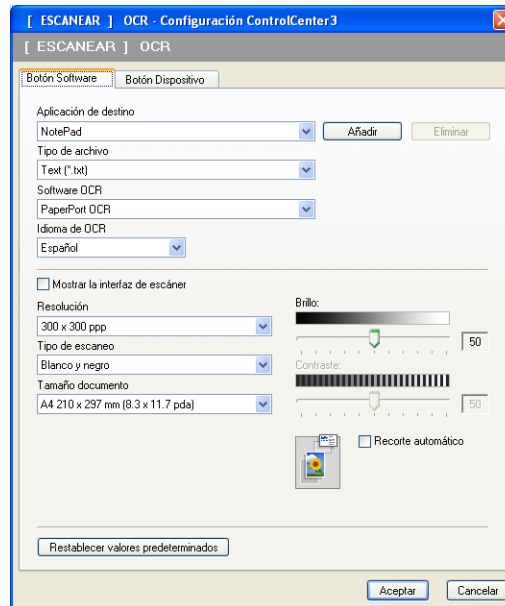 [ ESCANEAR ] OCR - Configuración ControlCenter3
[ ESCANEAR ] OCR
Botón Software Botón Dispositivo
Aplicación de destino
NotePad Añadir Eliminar
Tipo de archivo
Text (*.txt)
Software OCR
PaperPort OCR
Idioma de OCR
Español
Mostrar la interfaz de escáner
Resolución Brillo:
300 x 300 ppp 50
Tipo de escaneo
Blanco y negro Contraste:
Tamaño documento
A4 210 x 297 mm (8.3 x 11.7 pda) 50
Recorte automático
Restablecer valores predeterminados
Aceptar Cancelar